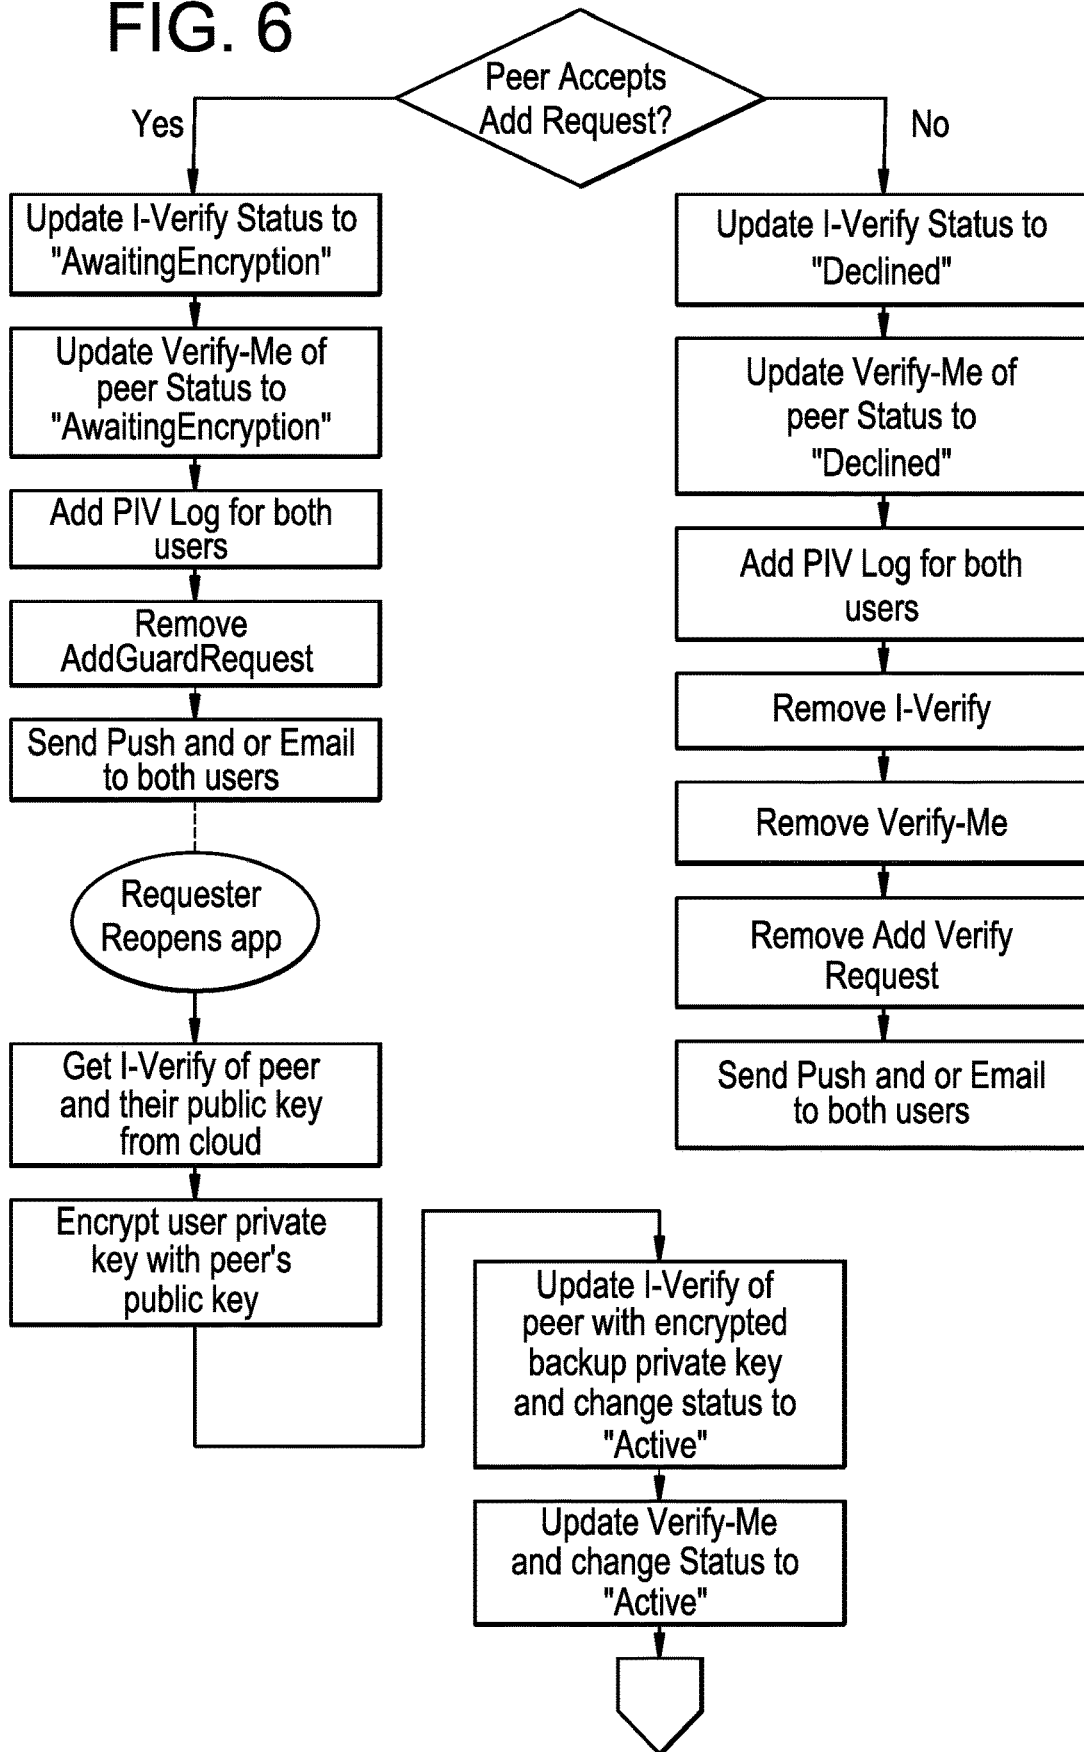 FIG. 6
Peer Accepts
Add Request?
Yes
No
Update I-Verify Status to
"AwaitingEncryption"
Update Verify-Me of
peer Status to
"AwaitingEncryption"
Add PIV Log for both
users
Remove
AddGuardRequest
Send Push and or Email
to both users
Requester
Reopens app
Get I-Verify of peer
and their public key
from cloud
Encrypt user private
key with peer's
public key
Update I-Verify of
peer with encrypted
backup private key
and change status to
"Active"
Update Verify-Me
and change Status to
"Active"
Update I-Verify Status to
"Declined"
Update Verify-Me of
peer Status to
"Declined"
Add PIV Log for both
users
Remove I-Verify
Remove Verify-Me
Remove Add Verify
Request
Send Push and or Email
to both users